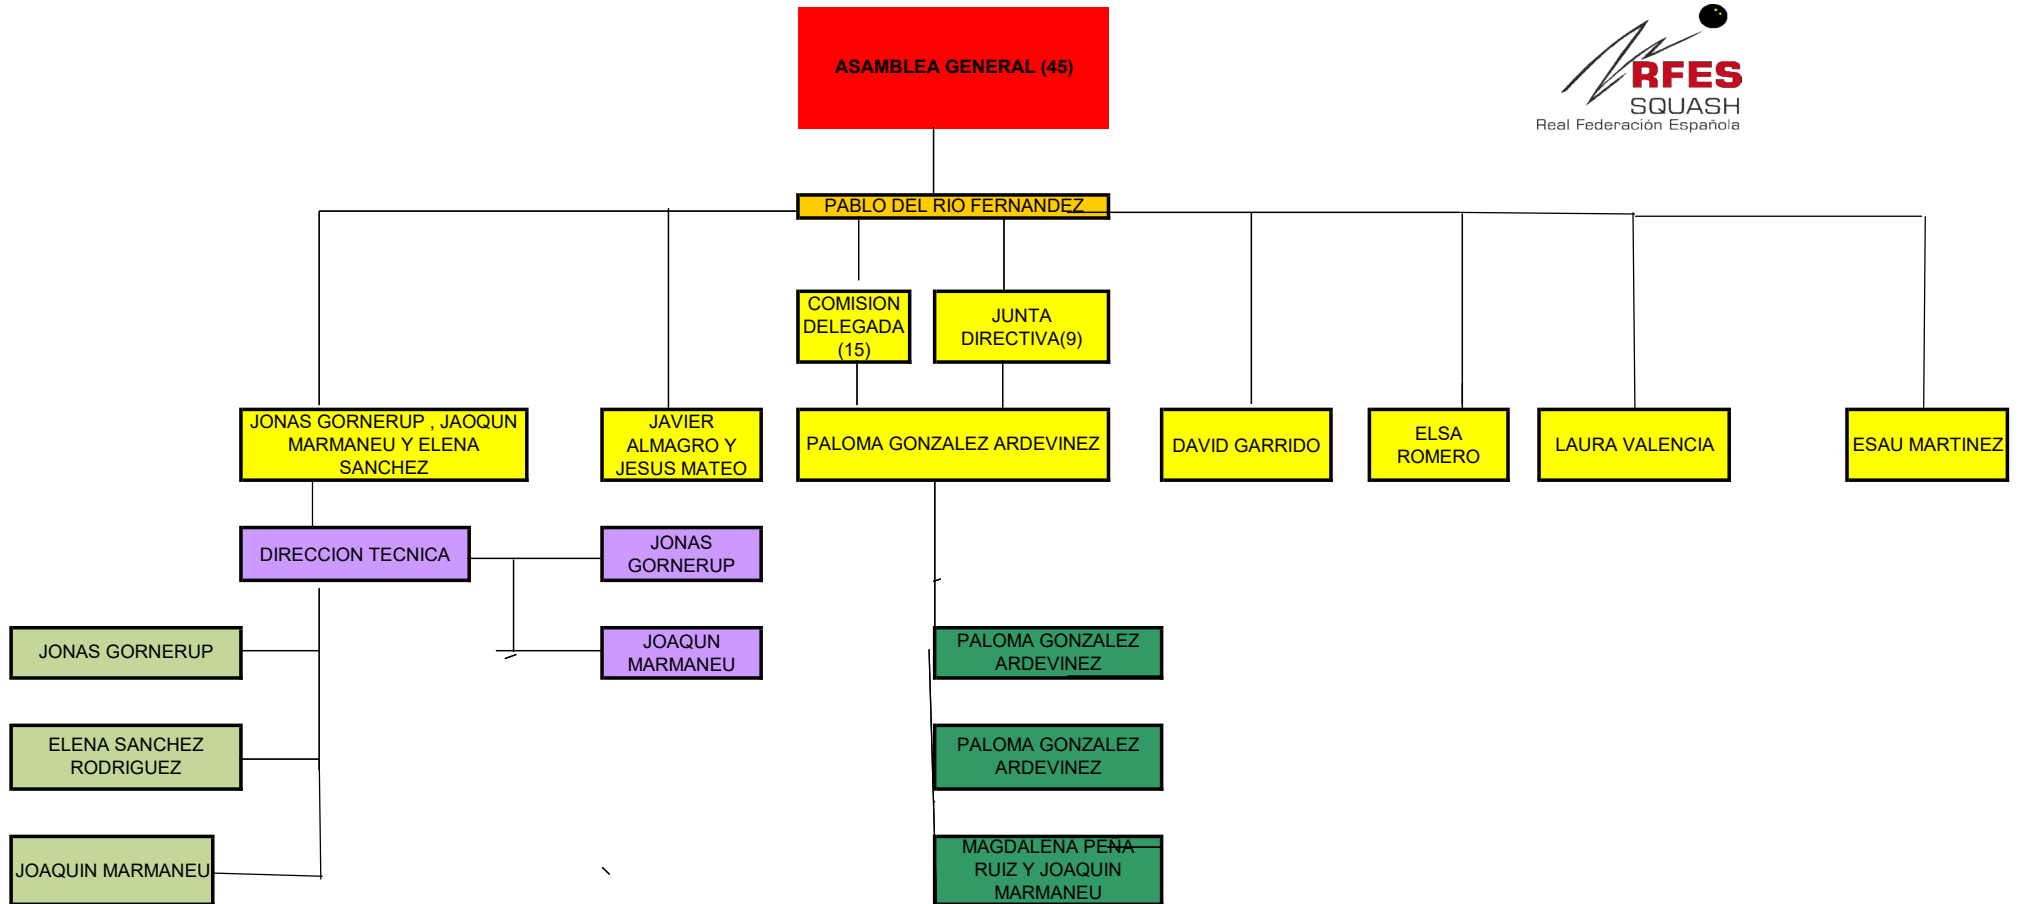 ASAMBLEA GENERAL (45)
RFES
SQUASH
Real Federación Española
PABLO DEL RIO FERNANDEZ
COMISION
DELEGADA
(15)
JUNTA
DIRECTIVA(9)
JONAS GORNERUP , JAOQUN
MARMANEU Y ELENA
SANCHEZ
JAVIER
ALMAGRO Y
JESUS MATEO
PALOMA GONZALEZ ARDEVINEZ
DAVID GARRIDO
ELSA
ROMERO
LAURA VALENCIA
ESAU MARTINEZ
DIRECCION TECNICA
JONAS
GORNERUP
JONAS GORNERUP
JOAQUN
MARMANEU
PALOMA GONZALEZ
ARDEVINEZ
ELENA SANCHEZ
RODRIGUEZ
PALOMA GONZALEZ
ARDEVINEZ
JOAQUIN MARMANEU
MAGDALENA PEÑA
RUIZ Y JOAQUIN
MARMANEU